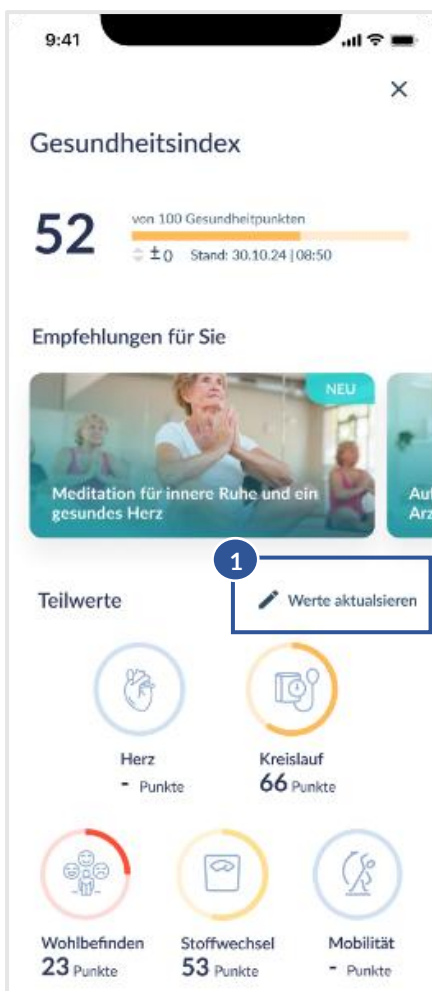 9:41
Gesundheitsindex
52
von 100 Gesundheitpunkten
±0 Stand: 30.10.24 | 08:50
Empfehlungen für Sie
NEU
Meditation für innere Ruhe und ein
gesundes Herz
Auf
Arz
1
Teilwerte
Werte aktualsieren
Herz
- Punkte
Kreislauf
66 Punkte
Wohlbefinden
23 Punkte
Stoffwechsel
53 Punkte
Mobilität
- Punkte